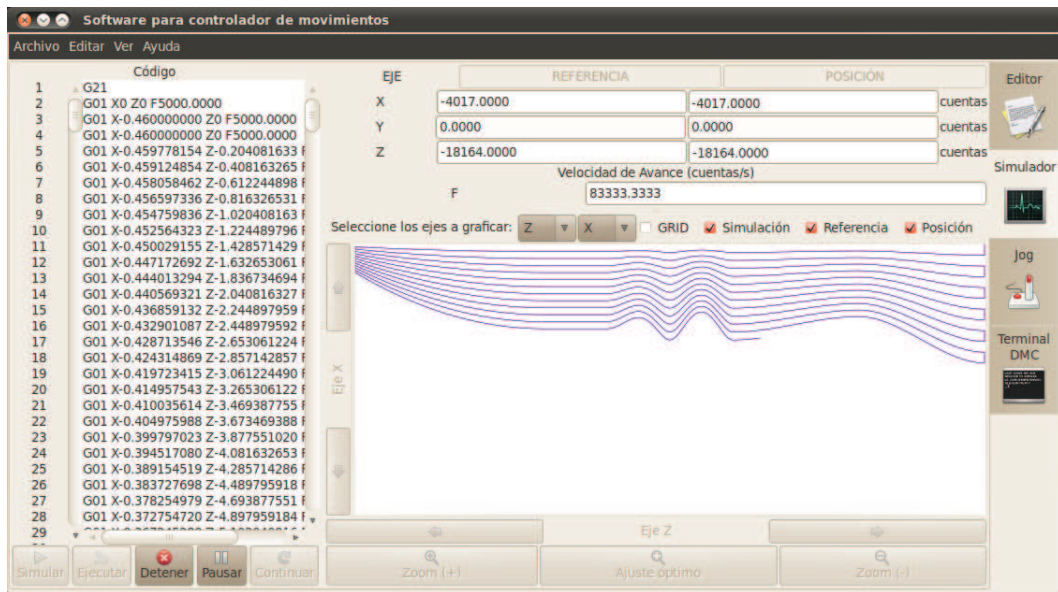 Software para controlador de movimientos
Archivo Editar Ver Ayuda
Código
1 G21
2 G01 X0 Z0 F5000.0000
3 G01 X-0.460000000 Z0 F5000.0000
4 G01 X-0.460000000 Z0 F5000.0000
5 G01 X-0.459778154 Z-0.204081633 F
6 G01 X-0.459124854 Z-0.408163265 F
7 G01 X-0.458058462 Z-0.612244898 F
8 G01 X-0.456597336 Z-0.816326531 F
9 G01 X-0.454759836 Z-1.020408163 F
10 G01 X-0.452564323 Z-1.224489796 F
11 G01 X-0.450029155 Z-1.428571429 F
12 G01 X-0.447172692 Z-1.632653061 F
13 G01 X-0.444013294 Z-1.836734694 F
14 G01 X-0.440569321 Z-2.040816327 F
15 G01 X-0.436859132 Z-2.244897959 F
16 G01 X-0.432901087 Z-2.448979592 F
17 G01 X-0.428713546 Z-2.653061224 F
18 G01 X-0.424314869 Z-2.857142857 F
19 G01 X-0.419723415 Z-3.061224490 F
20 G01 X-0.414957543 Z-3.265306122 F
21 G01 X-0.410035614 Z-3.469387755 F
22 G01 X-0.404975988 Z-3.673469388 F
23 G01 X-0.399797023 Z-3.877551020 F
24 G01 X-0.394517080 Z-4.081632653 F
25 G01 X-0.389154519 Z-4.285714286 F
26 G01 X-0.383727698 Z-4.489795918 F
27 G01 X-0.378254979 Z-4.693877551 F
28 G01 X-0.372754720 Z-4.897959184 F
29
Simular Ejecutar Detener Pausar Continuar
EJE REFERENCIA POSICIÓN
X -4017.0000 -4017.0000 cuentas
Y 0.0000 0.0000 cuentas
Z -18164.0000 -18164.0000 cuentas
Velocidad de Avance (cuentas/s)
F 83333.3333
Seleccione los ejes a graficar: Z X GRID Simulación Referencia Posición
Eje X
Eje Z
Zoom (+) Ajuste óptimo Zoom (-)
Editor
Simulador
Jog
Terminal
DMC